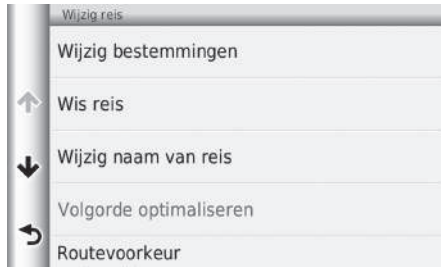 Wijzig reis
Wijzig bestemmingen
Wis reis
Wijzig naam van reis
Volgorde optimaliseren
Routevoorkeur